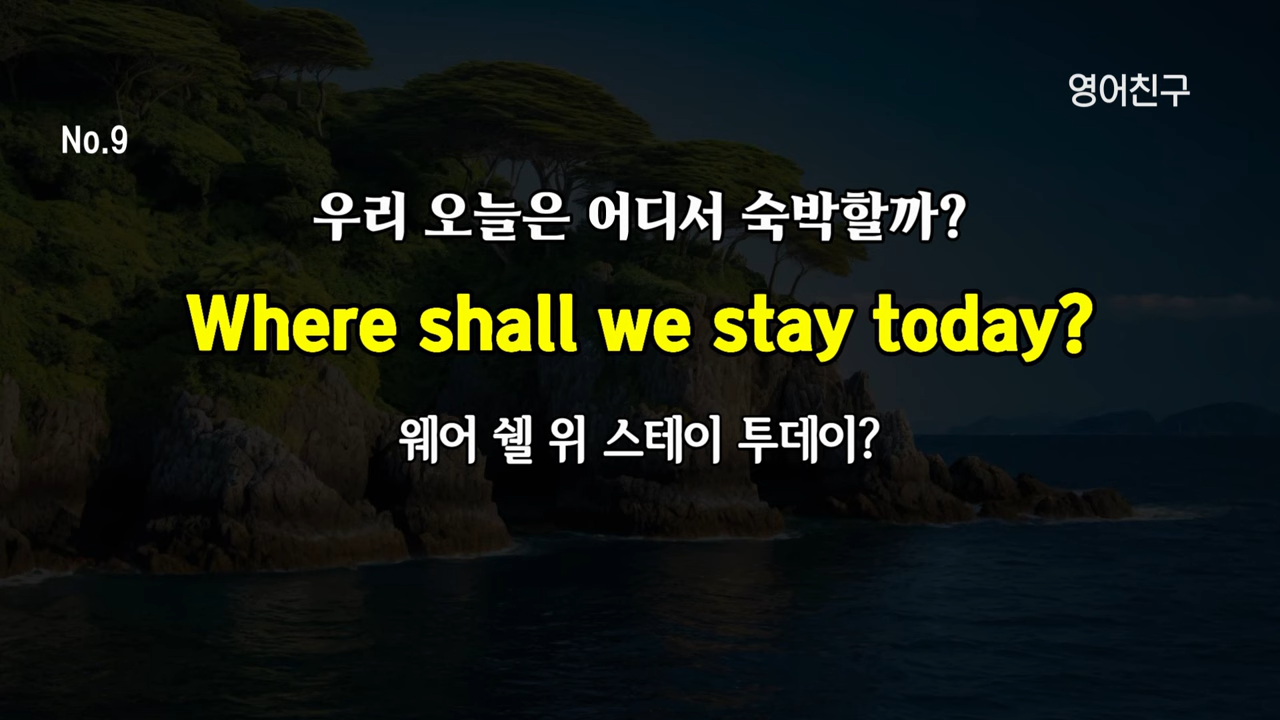 영어친구
No.9
우리 오늘은 어디서 숙박할까?
Where shall we stay today?
웨어 쉘 위 스테이 투데이?